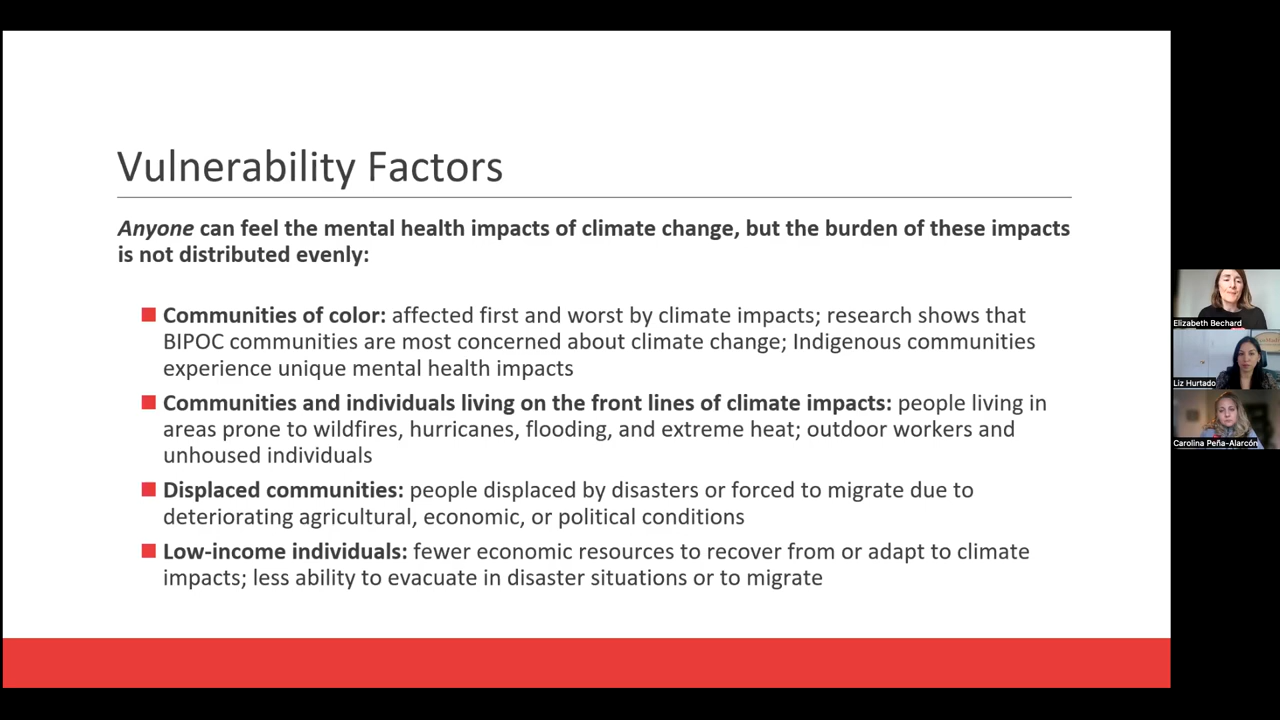 Vulnerability Factors
Anyone can feel the mental health impacts of climate change, but the burden of these impacts
is not distributed evenly:
Communities of color: affected first and worst by climate impacts; research shows that
BIPOC communities are most concerned about climate change; Indigenous communities
experience unique mental health impacts
Communities and individuals living on the front lines of climate impacts: people living in
areas prone to wildfires, hurricanes, flooding, and extreme heat; outdoor workers and
unhoused individuals
Displaced communities: people displaced by disasters or forced to migrate due to
deteriorating agricultural, economic, or political conditions
Low-income individuals: fewer economic resources to recover from or adapt to climate
impacts; less ability to evacuate in disaster situations or to migrate
Elizabeth Bechard
Liz Hurtado
Carolina Peña-Alarcón